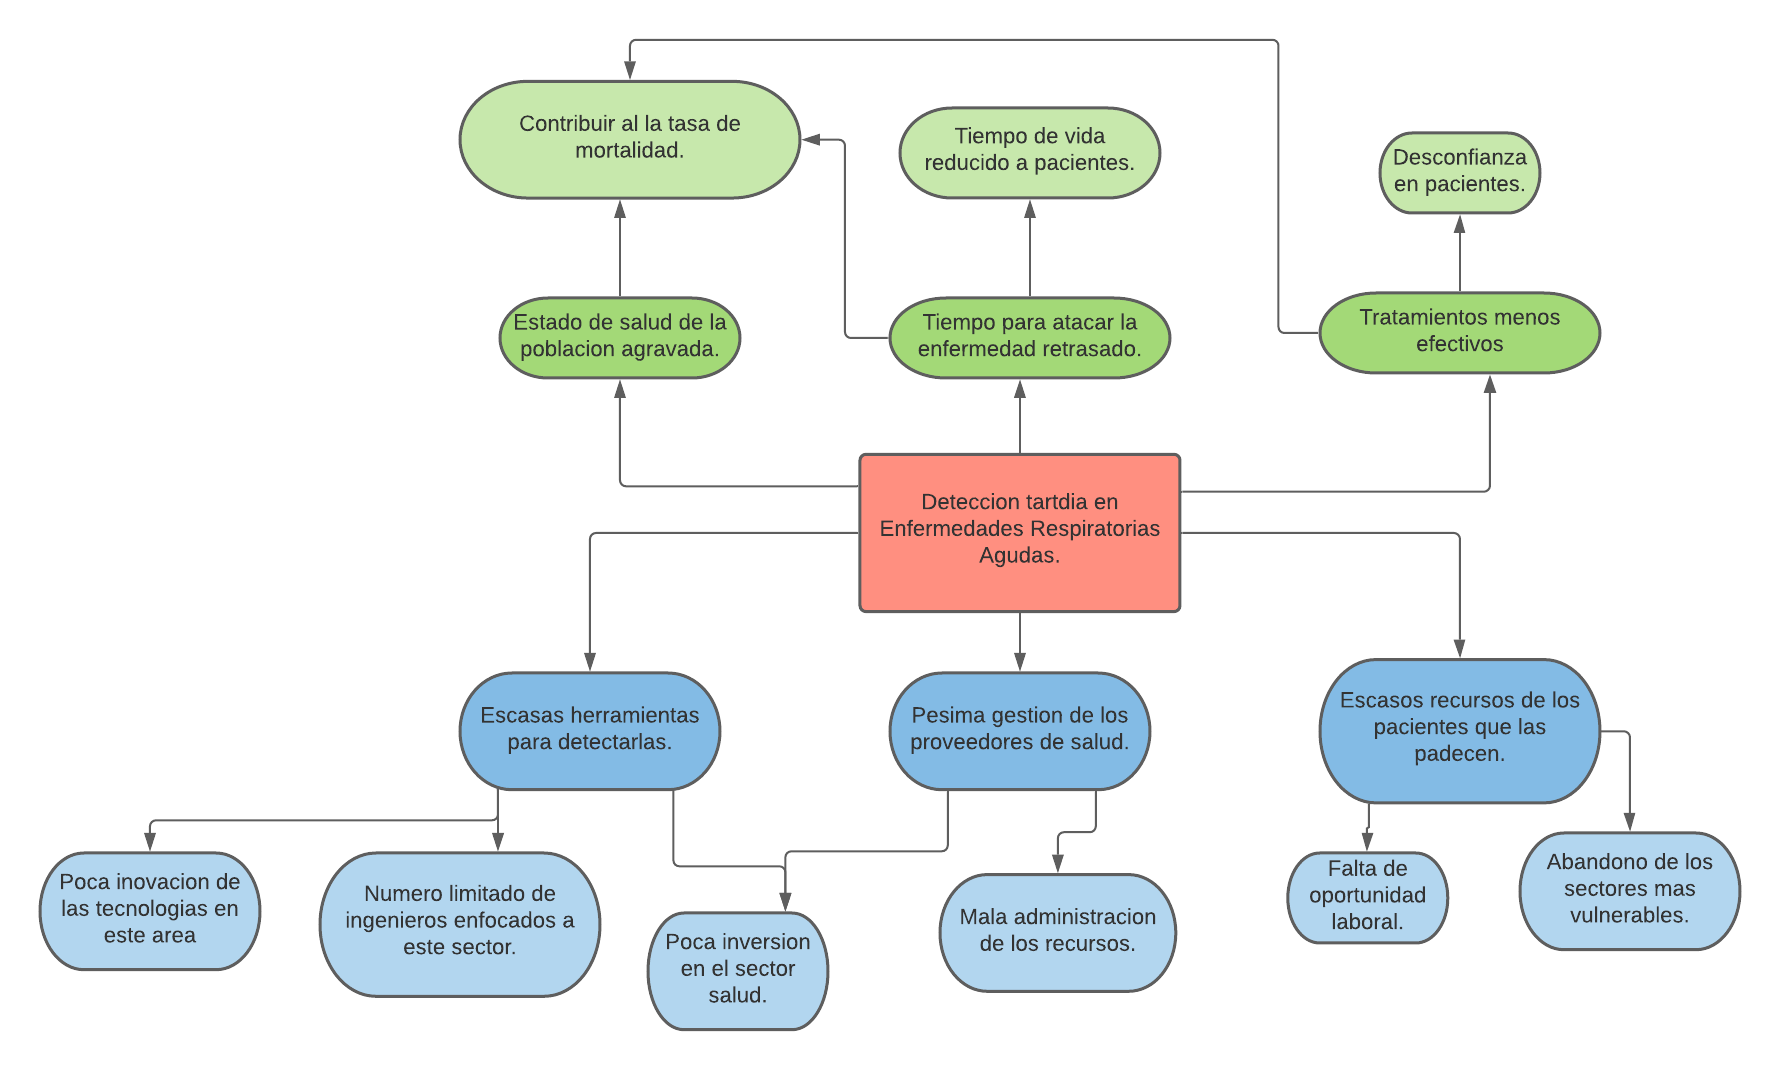 Contribuir al la tasa de
mortalidad.
Tiempo de vida
reducido a pacientes.
Desconfianza
en pacientes.
Estado de salud de la
poblacion agravada.
Tiempo para atacar la
enfermedad retrasado.
Tratamientos menos
efectivos
Deteccion tartdia en
Enfermedades Respiratorias
Agudas.
Escasas herramientas
para detectarlas.
Pesima gestion de los
proveedores de salud.
Escasos recursos de los
pacientes que las
padecen.
Poca inovacion de
las tecnologias en
este area
Numero limitado de
ingenieros enfocados a
este sector.
Poca inversion
en el sector
salud.
Mala administracion
de los recursos.
Falta de
oportunidad
laboral.
Abandono de los
sectores mas
vulnerables.